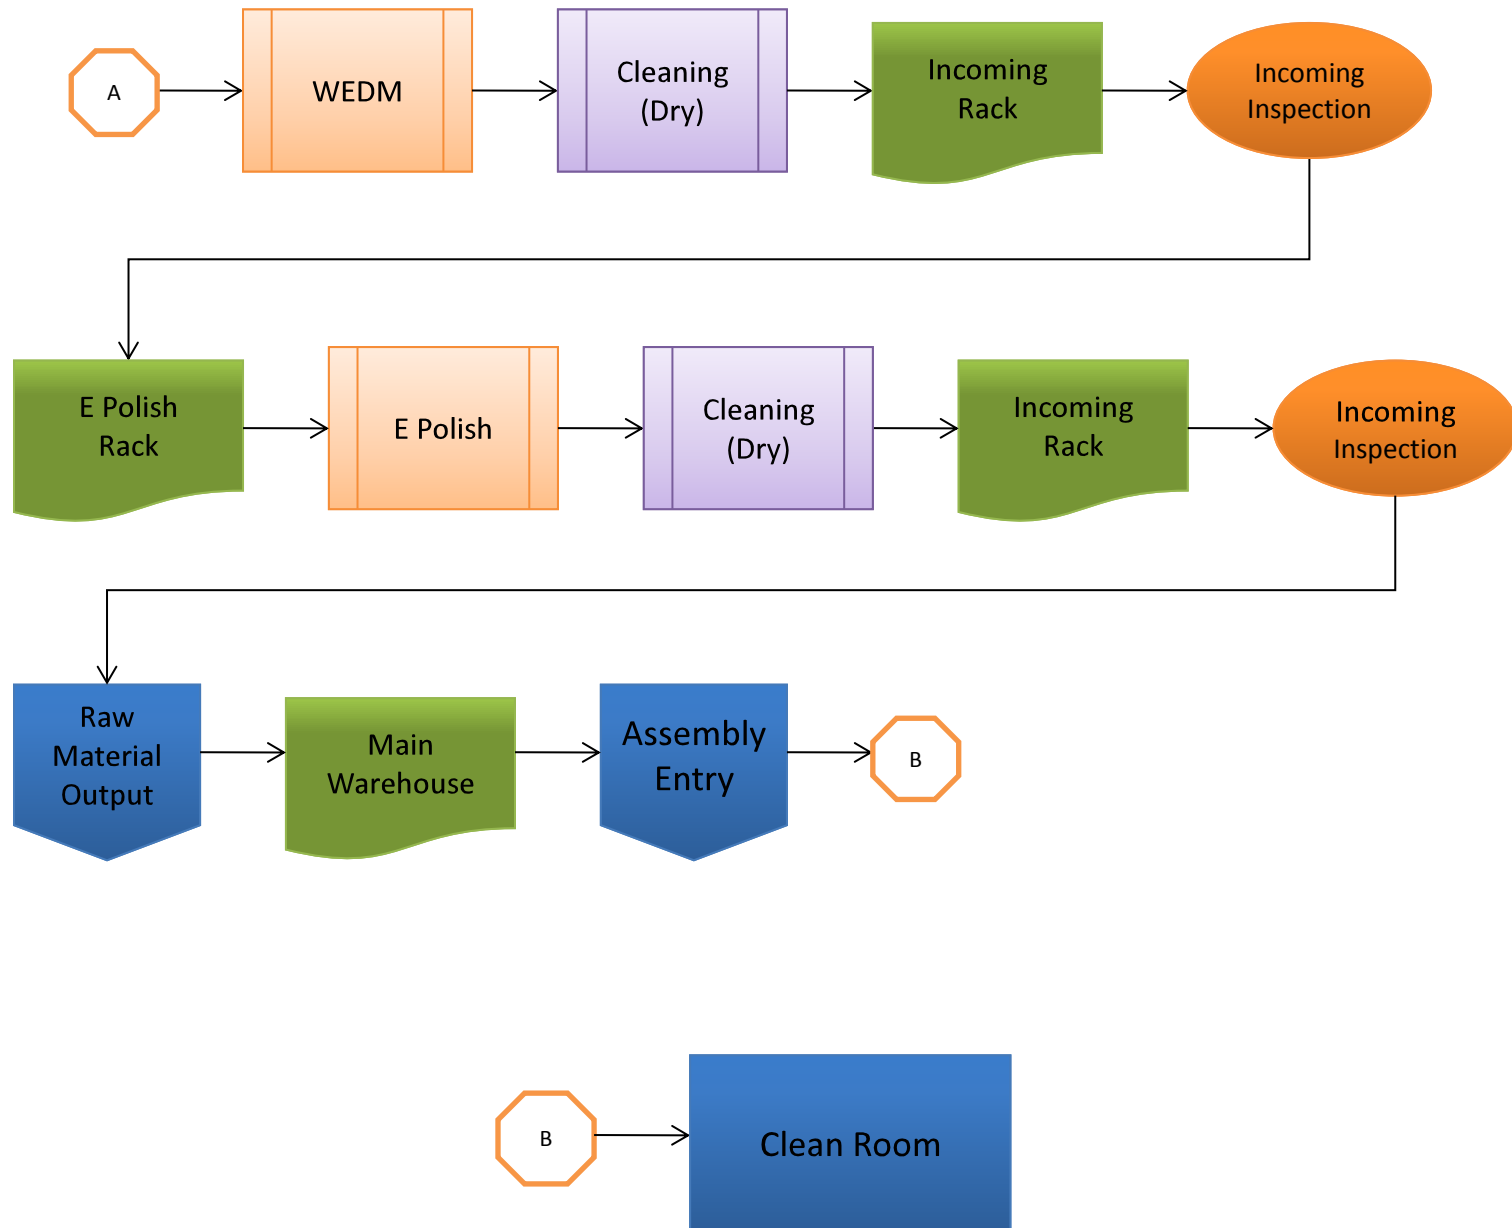 A
WEDM
Cleaning
(Dry)
Incoming
Rack
Incoming
Inspection
E Polish
Rack
E Polish
Cleaning
(Dry)
Incoming
Rack
Incoming
Inspection
Raw
Material
Output
Main
Warehouse
Assembly
Entry
B
B
Clean Room